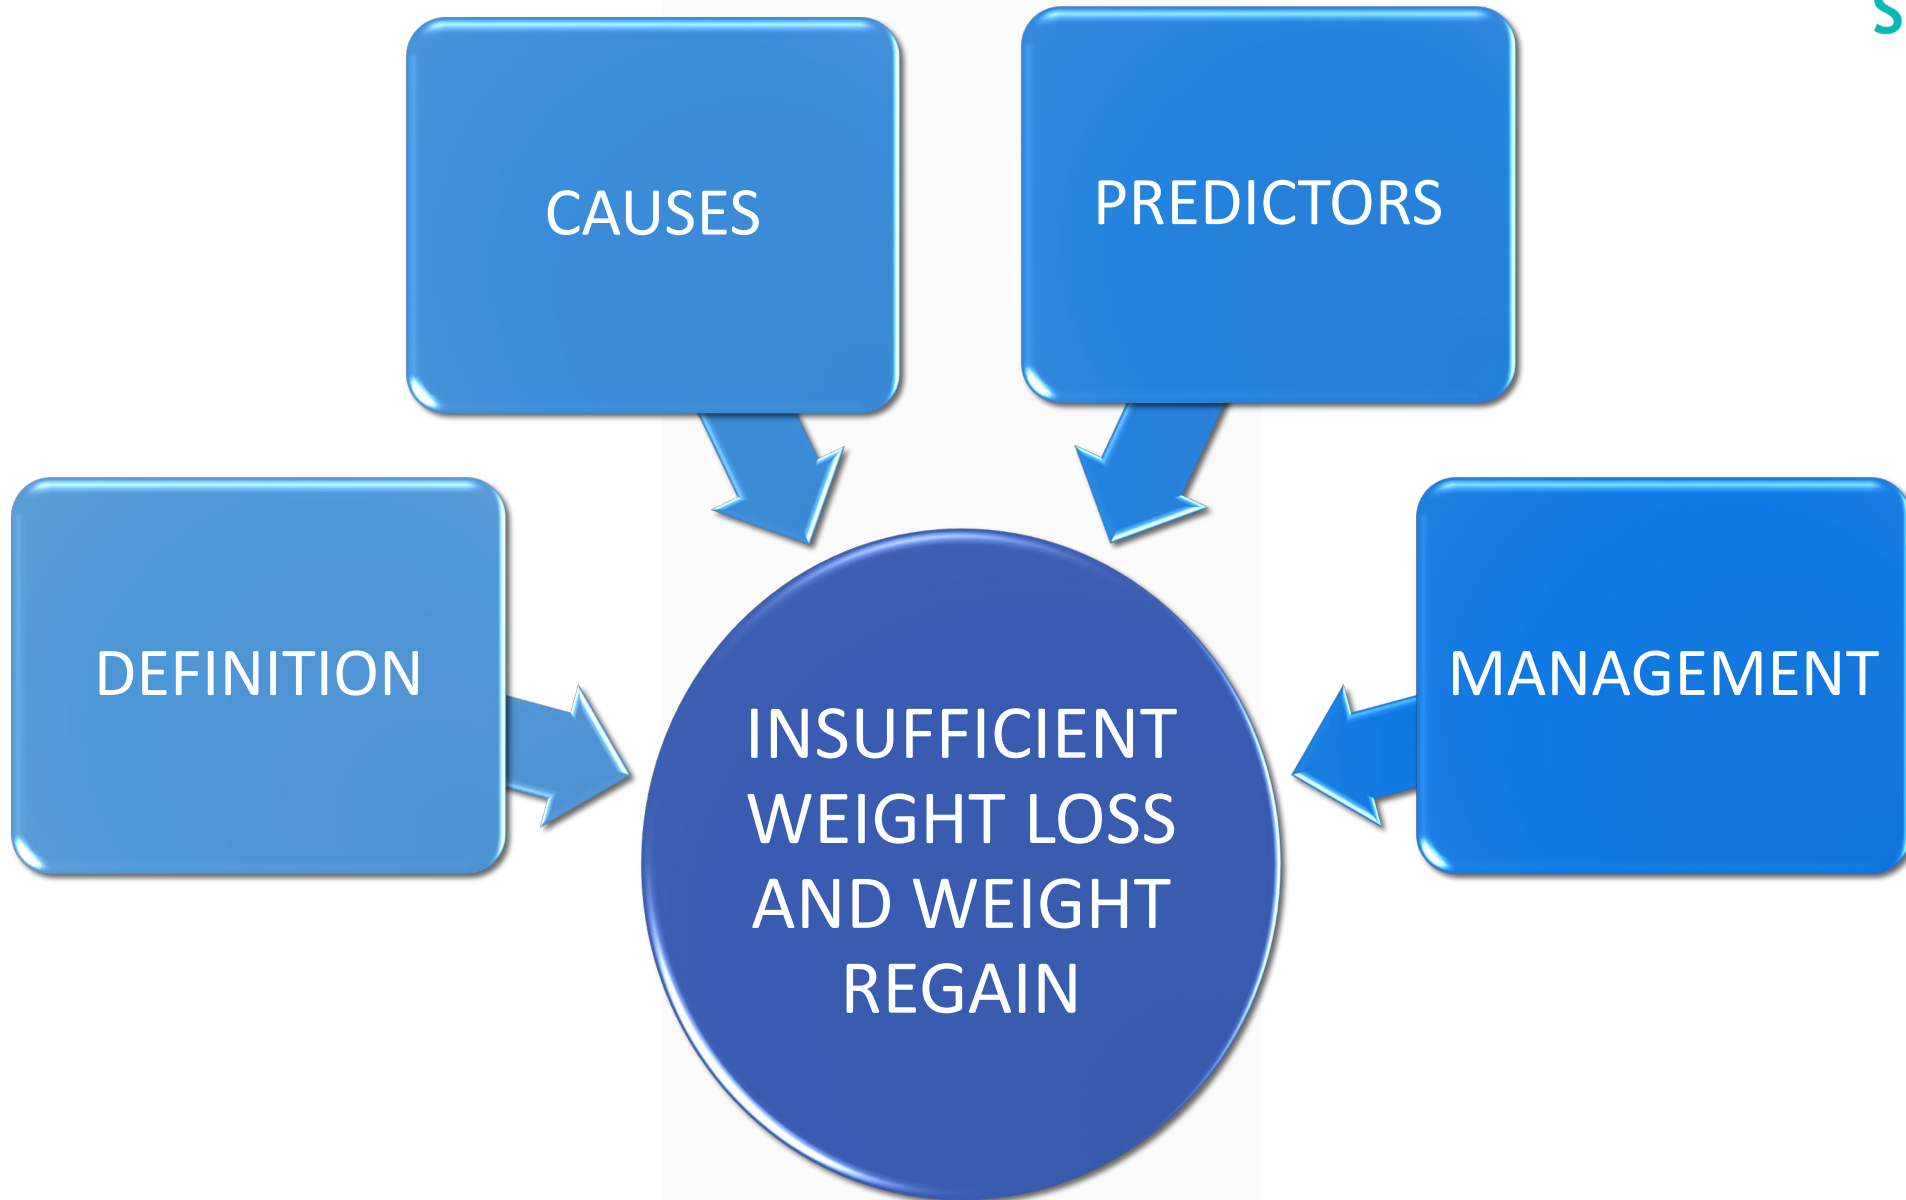 S
CAUSES
PREDICTORS
DEFINITION
MANAGEMENT
INSUFFICIENT
WEIGHT LOSS
AND WEIGHT
REGAIN